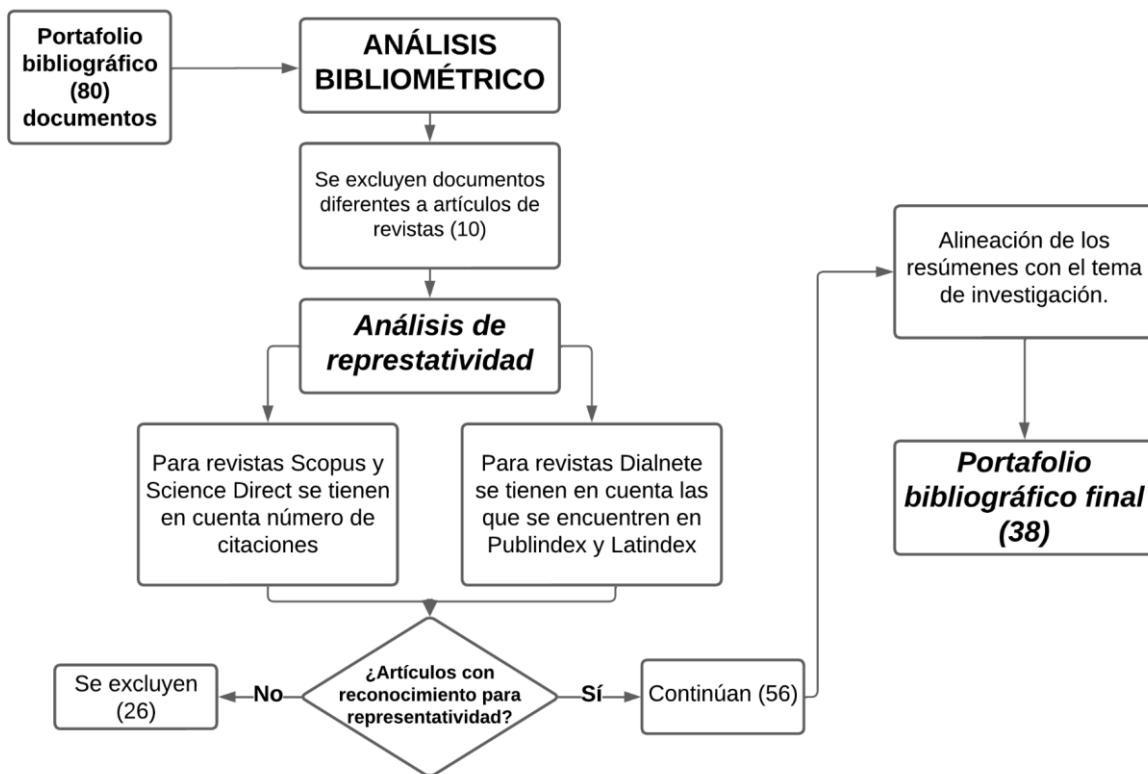 Portafolio
bibliográfico
(80)
documentos
ANÁLISIS
BIBLIOMÉTRICO
Se excluyen documentos
diferentes a artículos de
revistas (10)
Análisis de
represtatividad
Para revistas Scopus y
Science Direct se tienen
en cuenta número de
citaciones
Para revistas Dialnete
se tienen en cuenta las
que se encuentren en
Publindex y Latindex
¿Artículos con
reconocimiento para
representatividad?
No
Se excluyen
(26)
Sí
Continúan (56)
Alineación de los
resúmenes con el tema
de investigación.
Portafolio
bibliográfico final
(38)